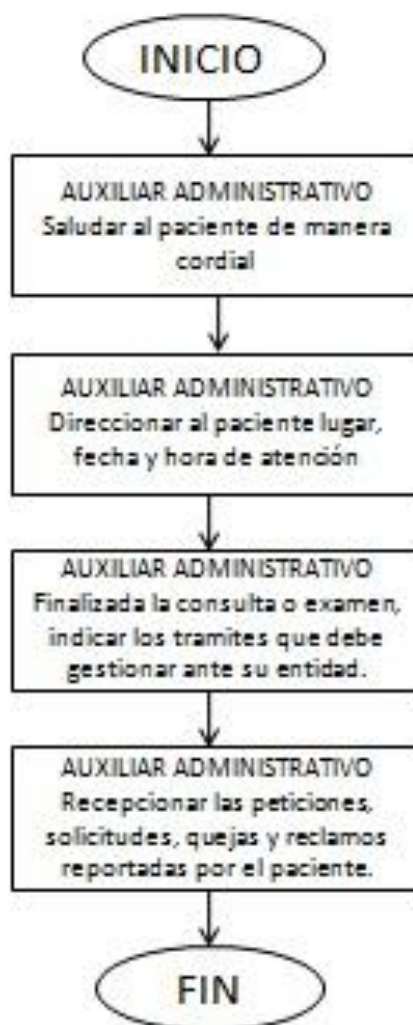 INICIO
AUXILIAR ADMINISTRATIVO
Saludar al paciente de manera
cordial
AUXILIAR ADMINISTRATIVO
Direccionar al paciente lugar,
fecha y hora de atención
AUXILIAR ADMINISTRATIVO
Finalizada la consulta o examen,
indicar los tramites que debe
gestionar ante su entidad.
AUXILIAR ADMINISTRATIVO
Recepcionar las peticiones,
solicitudes, quejas y reclamos
reportadas por el paciente.
FIN